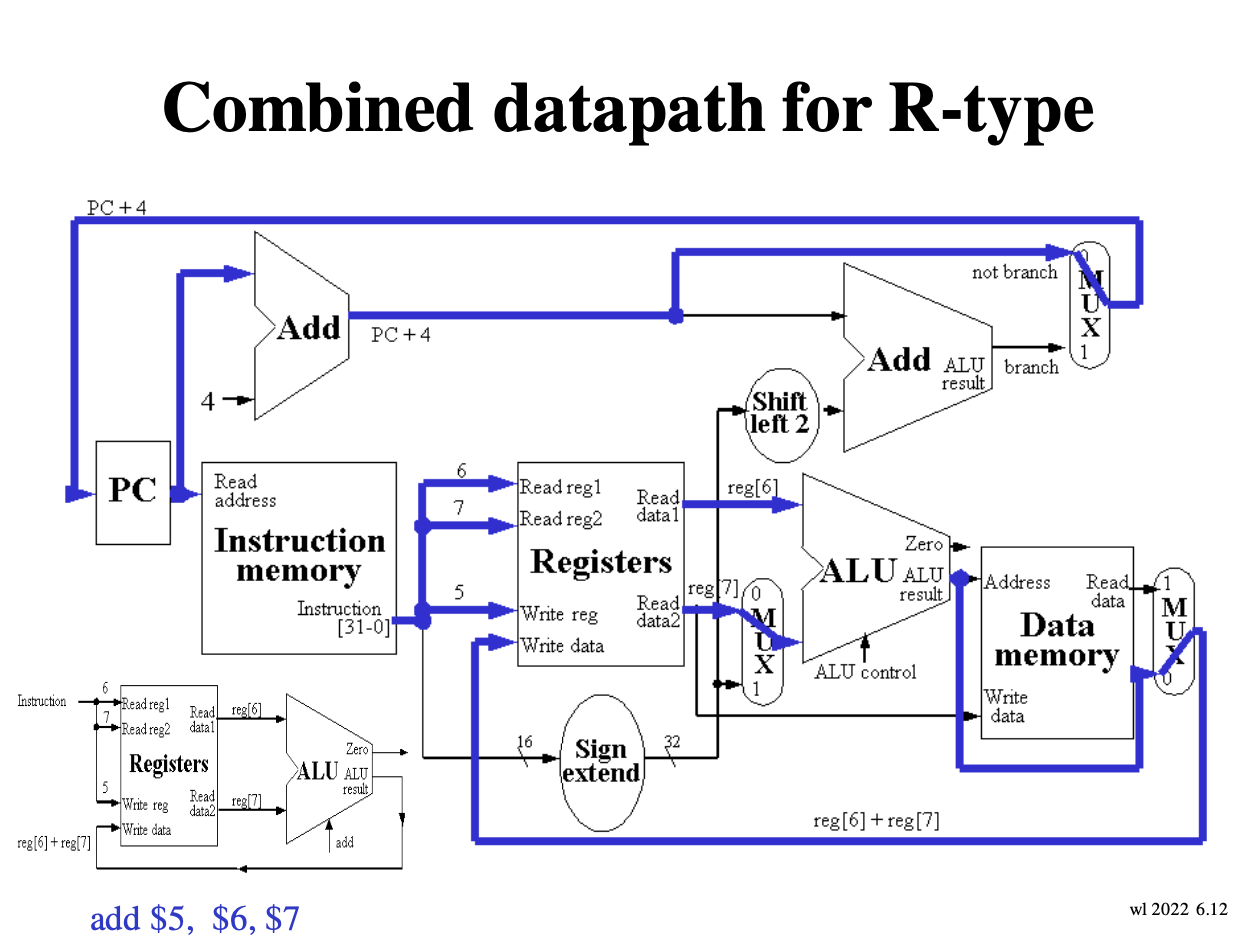 Combined datapath for R-type
PC + 4
not branch
0
M
U
X
1
Add
PC + 4
4
Add
ALU
result
branch
Shift
left 2
PC
Read
address
Instruction
memory
Instruction
[31-0]
6
7
5
Read reg1
Read reg2
Registers
Write reg
Write data
Read
data1
Read
data2
reg[6]
reg[7]
0
M
U
X
1
ALU
Zero
ALU
result
ALU control
Address
Read
data
Data
memory
Write
data
1
M
U
X
0
16
Sign
extend
32
reg[6] + reg[7]
Instruction
6
7
5
Read reg1
Read reg2
Registers
Write reg
Write data
Read
data1
Read
data2
reg[6]
reg[7]
Zero
ALU
ALU
result
add
reg[6] + reg[7]
add $5, $6, $7
wl 2022 6.12